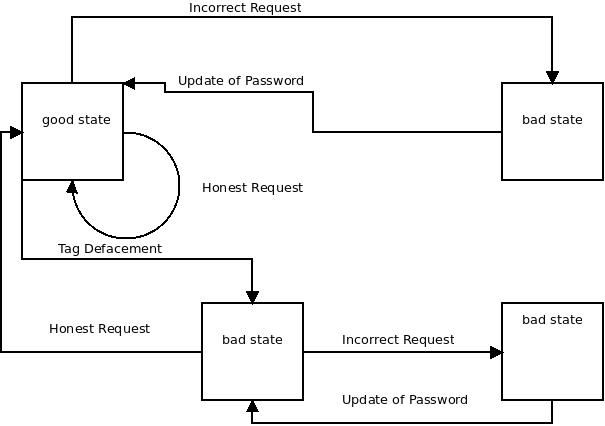 Incorrect Request
Update of Password
good state
bad state
Honest Request
Tag Defacement
Honest Request
bad state
Incorrect Request
bad state
Update of Password